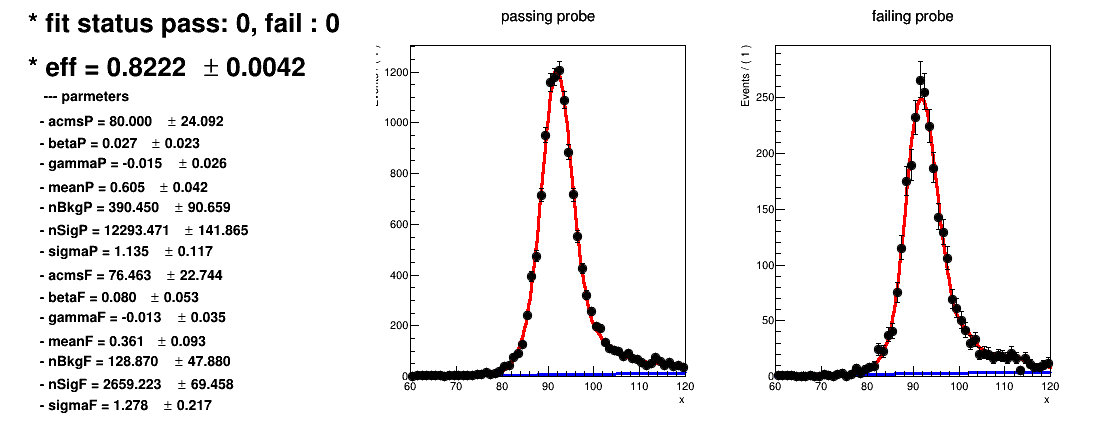 * fit status pass: 0, fail : 0
* eff = 0.8222 ± 0.0042
--- parmeters
- acmsP = 80.000 ± 24.092
- betaP = 0.027 ± 0.023
- gammaP = -0.015 ± 0.026
- meanP = 0.605 ± 0.042
- nBkgP = 390.450 ± 90.659
- nSigP = 12293.471 ± 141.865
- sigmaP = 1.135 ± 0.117
- acmsF = 76.463 ± 22.744
- betaF = 0.080 ± 0.053
- gammaF = -0.013 ± 0.035
- meanF = 0.361 ± 0.093
- nBkgF = 128.870 ± 47.880
- nSigF = 2659.223 ± 69.458
- sigmaF = 1.278 ± 0.217
passing probe
1200
1000
800
600
400
200
0
60 70 80 90 100 110 120
x
failing probe
Events / ( 1 )
250
200
150
100
50
0
60 70 80 90 100 110 120
x